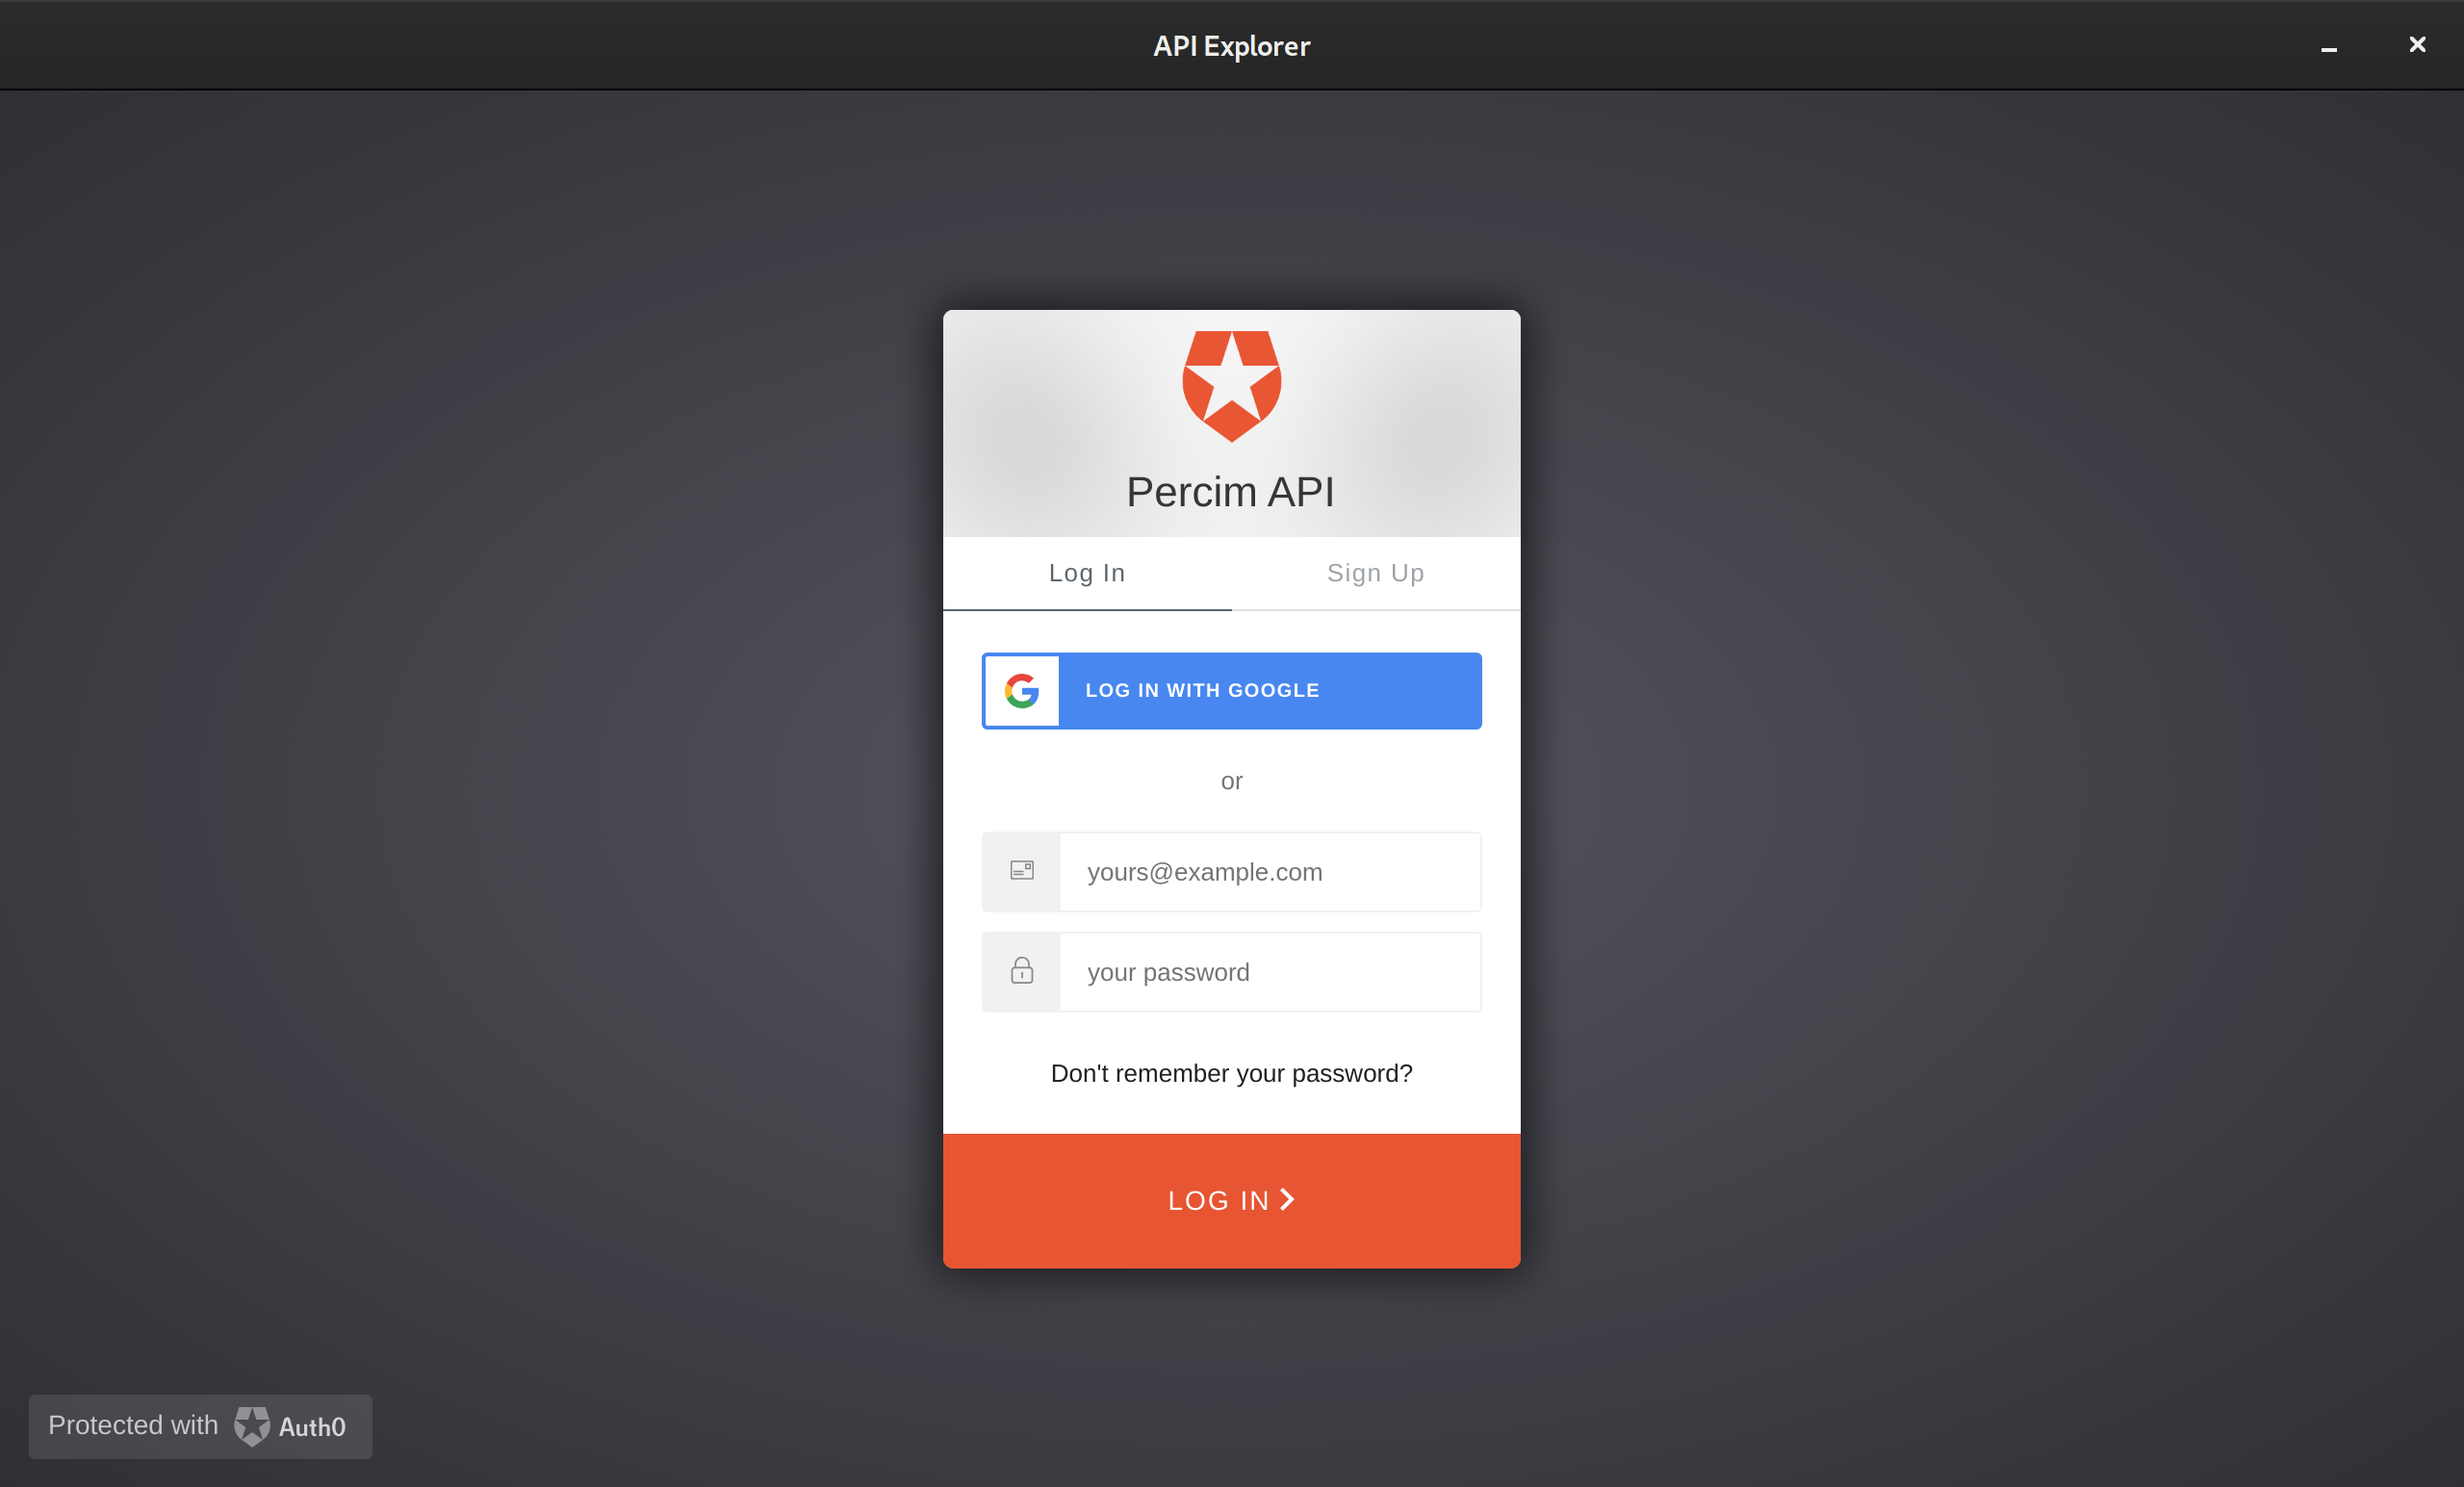 API Explorer
Percim API
Log In
Sign Up
LOG IN WITH GOOGLE
or
yours@example.com
your password
Don't remember your password?
LOG IN
Protected with Auth0